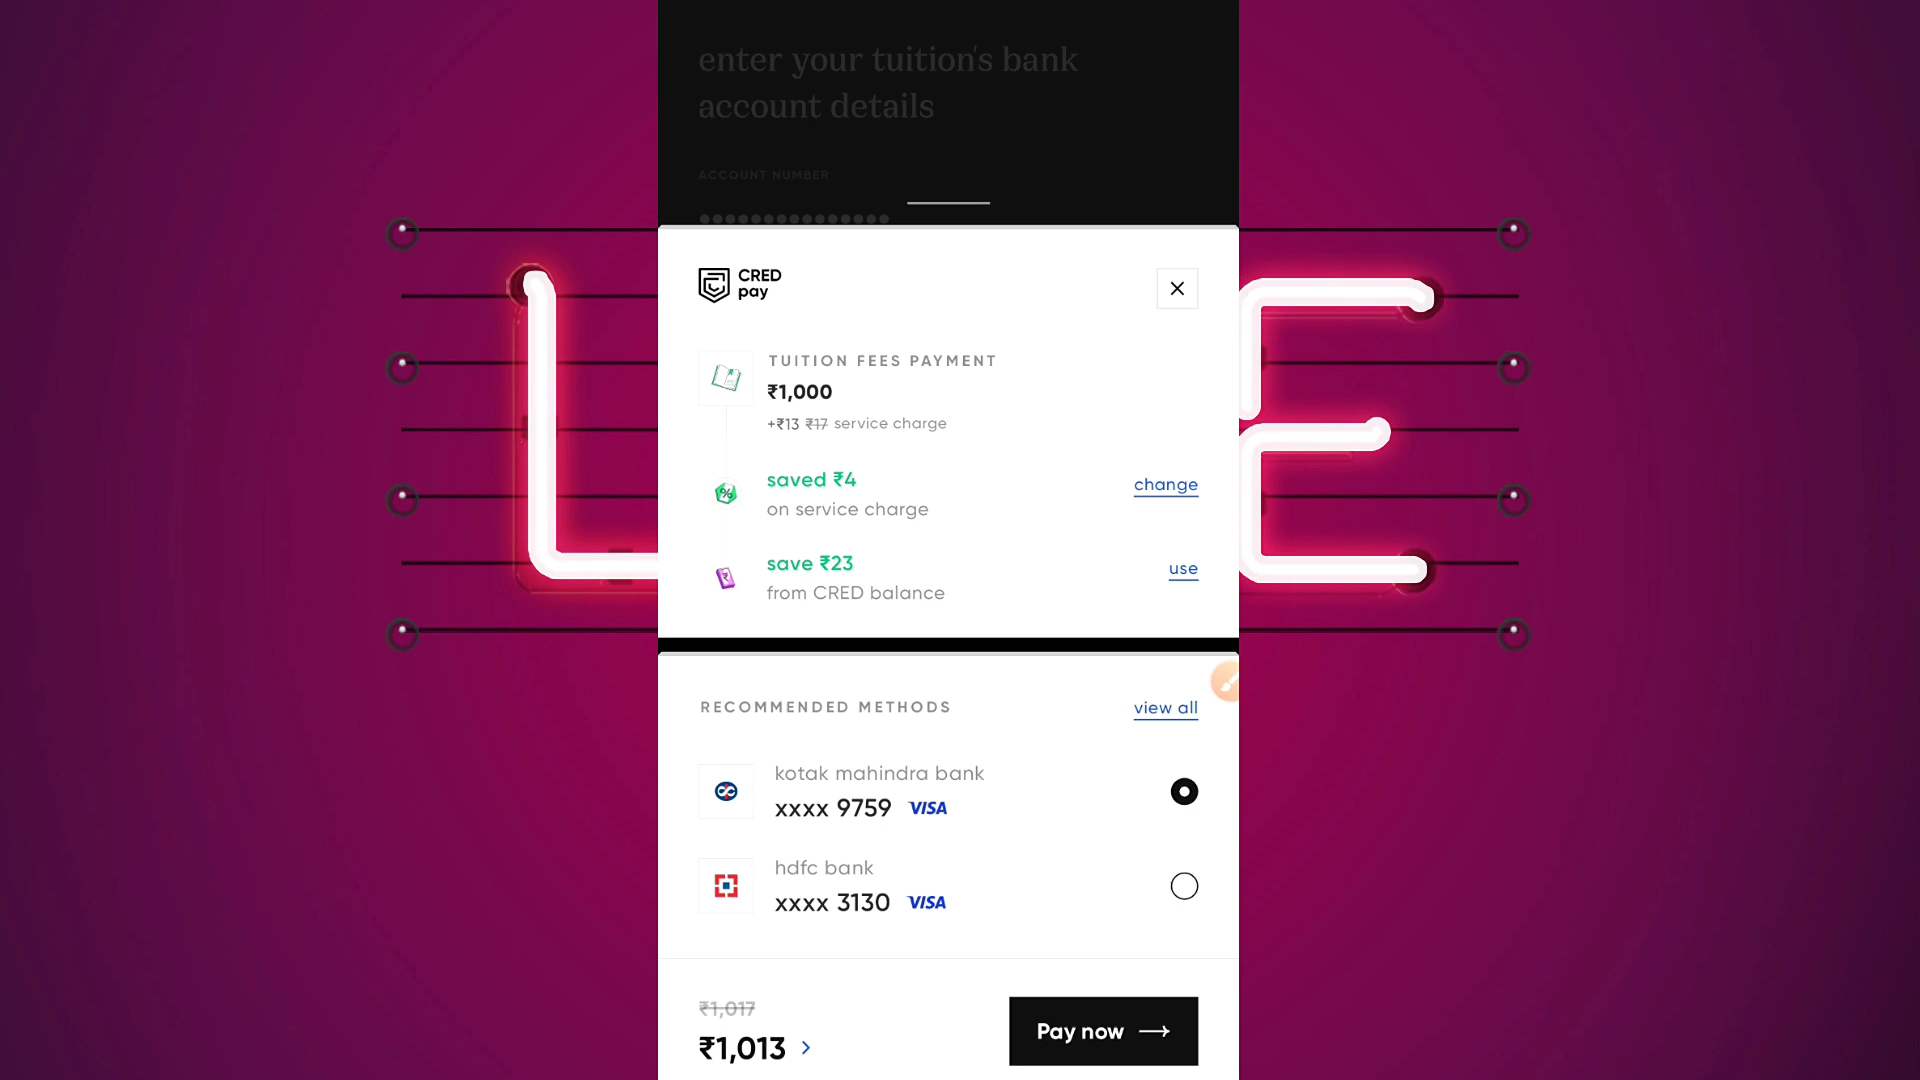 enter your tuition's bank
account details
ACCOUNT NUMBER
CRED
pay
TUITION FEES PAYMENT
₹1,000
+₹13 ₹17 service charge
saved ₹4
change
on service charge
save ₹23
use
from CRED balance
RECOMMENDED METHODS
view all
kotak mahindra bank
xxxx 9759 VISA
hdfc bank
xxxx 3130 VISA
₹1,017
₹1,013
Pay now